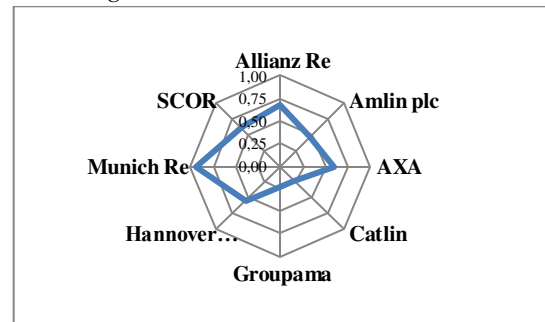 Allianz Re
1,00
SCOR
0,75
Amlin plc
0,50
0,25
Munich Re
0,00
AXA
Hannover…
Catlin
Groupama